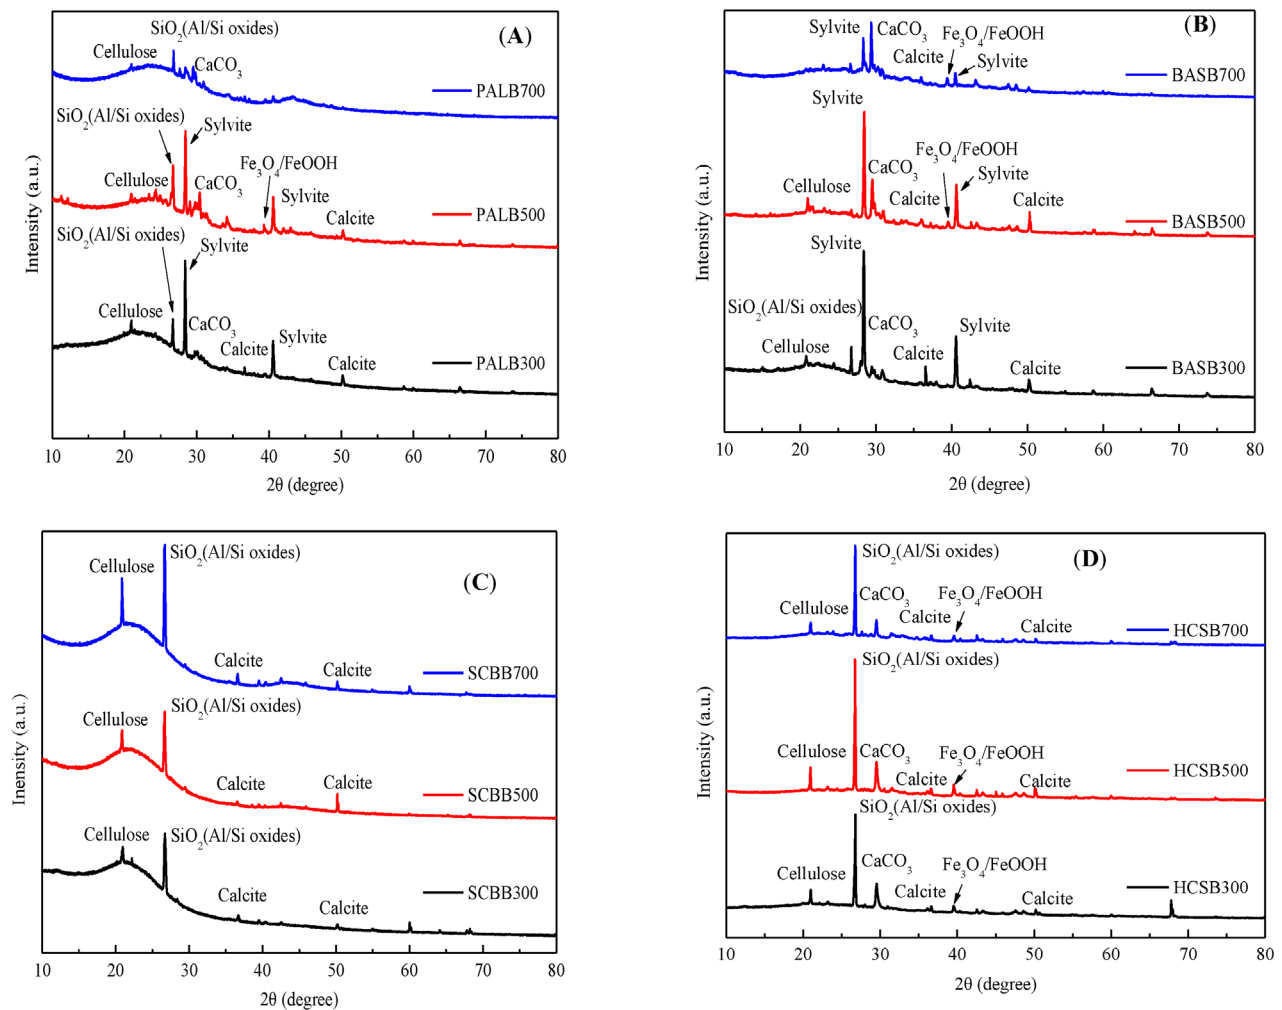 (A)
SiO2(Al/Si oxides)
Cellulose
CaCO3
PALB700
SiO2(Al/Si oxides)
Sylvite
Fe3O4/FeOOH
Cellulose
CaCO3
Sylvite
Calcite
PALB500
SiO2(Al/Si oxides)
Sylvite
Cellulose
CaCO3
Calcite
Sylvite
Calcite
PALB300
Intensity (a.u.)
10 20 30 40 50 60 70 80
2θ (degree)
(B)
Sylvite
CaCO3
Fe3O4/FeOOH
Calcite
Sylvite
BASB700
Sylvite
Fe3O4/FeOOH
CaCO3
Sylvite
Cellulose
Calcite
Calcite
BASB500
Sylvite
SiO2(Al/Si oxides)
CaCO3
Sylvite
Cellulose
Calcite
Calcite
BASB300
Intensity (a.u.)
10 20 30 40 50 60 70 80
2θ (degree)
(C)
SiO2(Al/Si oxides)
Cellulose
Calcite
Calcite
SCBB700
SiO2(Al/Si oxides)
Cellulose
Calcite
Calcite
SCBB500
SiO2(Al/Si oxides)
Cellulose
Calcite
Calcite
SCBB300
Inensity (a.u.)
10 20 30 40 50 60 70 80
2θ (degree)
(D)
SiO2(Al/Si oxides)
CaCO3
Fe3O4/FeOOH
Cellulose
Calcite
Calcite
HCSB700
SiO2(Al/Si oxides)
Cellulose
CaCO3
Fe3O4/FeOOH
Calcite
Calcite
HCSB500
SiO2(Al/Si oxides)
Cellulose
CaCO3
Fe3O4/FeOOH
Calcite
Calcite
HCSB300
Intensity (a.u.)
10 20 30 40 50 60 70 80
2θ (degree)